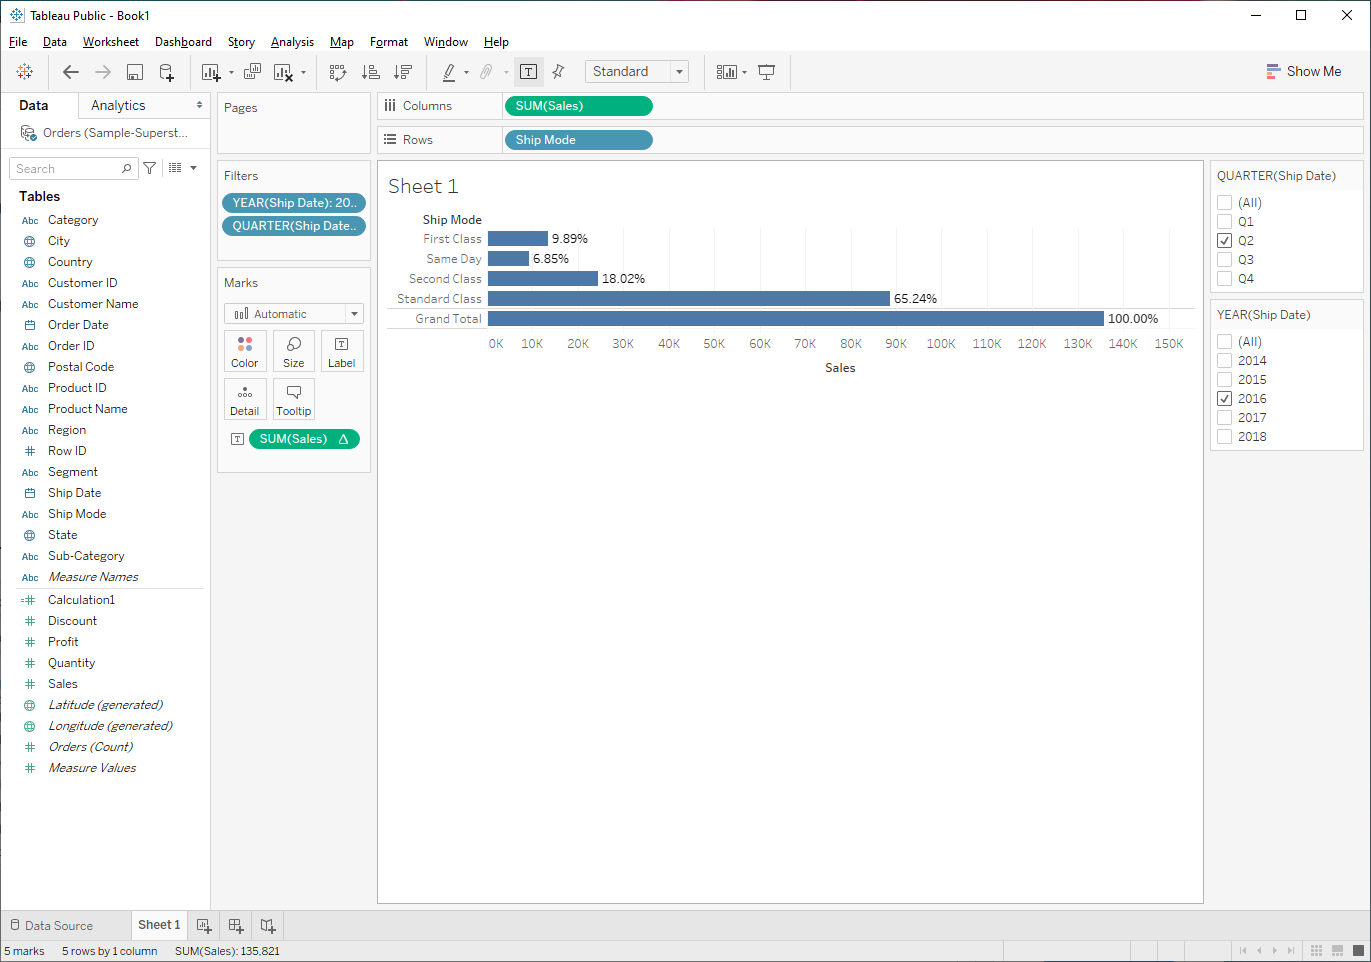 Tableau Public - Book1
File Data Worksheet Dashboard Story Analysis Map Format Window Help
Standard
Show Me
Data Analytics
Orders (Sample-Superst...
Search
Tables
Abc Category
City
Country
Abc Customer ID
Abc Customer Name
Order Date
Abc Order ID
Postal Code
Abc Product ID
Abc Product Name
Abc Region
Row ID
Abc Segment
Ship Date
Abc Ship Mode
State
Abc Sub-Category
Abc Measure Names
=# Calculation1
# Discount
# Profit
# Quantity
# Sales
Latitude (generated)
Longitude (generated)
# Orders (Count)
# Measure Values
Pages
Filters
YEAR(Ship Date): 20..
QUARTER(Ship Date..
Marks
Automatic
Color Size Label
Detail Tooltip
SUM(Sales) Δ
Columns SUM(Sales)
Rows Ship Mode
Sheet 1
Ship Mode
First Class 9.89%
Same Day 6.85%
Second Class 18.02%
Standard Class 65.24%
Grand Total 100.00%
0K 10K 20K 30K 40K 50K 60K 70K 80K 90K 100K 110K 120K 130K 140K 150K
Sales
QUARTER(Ship Date)
(All)
Q1
Q2
Q3
Q4
YEAR(Ship Date)
(All)
2014
2015
2016
2017
2018
Data Source Sheet 1
5 marks 5 rows by 1 column SUM(Sales): 135,821